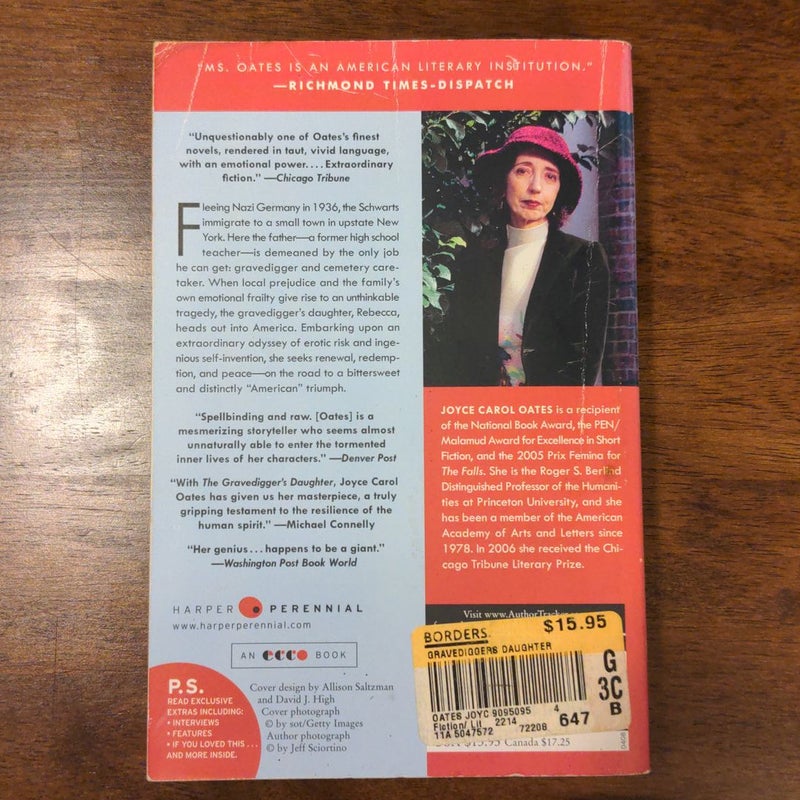 "MS. OATES IS AN AMERICAN LITERARY INSTITUTION."
—RICHMOND TIMES-DISPATCH
"Unquestionably one of Oates's finest
novels, rendered in taut, vivid language,
with an emotional power. . . . Extraordinary
fiction." —Chicago Tribune
Fleeing Nazi Germany in 1936, the Schwarts
immigrate to a small town in upstate New
York. Here the father—a former high school
teacher—is demeaned by the only job
he can get: gravedigger and cemetery care-
taker. When local prejudice and the family's
own emotional frailty give rise to an unthinkable
tragedy, the gravedigger's daughter, Rebecca,
heads out into America. Embarking upon an
extraordinary odyssey of erotic risk and inge-
nious self-invention, she seeks renewal, redemp-
tion, and peace—on the road to a bittersweet
and distinctly "American" triumph.
"Spellbinding and raw. [Oates] is a
mesmerizing storyteller who seems almost
unnaturally able to enter the tormented
inner lives of her characters." —Denver Post
"With The Gravedigger's Daughter, Joyce Carol
Oates has given us her masterpiece, a truly
gripping testament to the resilience of the
human spirit." —Michael Connelly
"Her genius . . . happens to be a giant."
—Washington Post Book World
HARPER PERENNIAL
www.harperperennial.com
AN ecco BOOK
P.S.
READ EXCLUSIVE
EXTRAS INCLUDING:
• INTERVIEWS
• FEATURES
• IF YOU LOVED THIS . . .
AND MORE INSIDE.
Cover design by Allison Saltzman
and David J. High
Cover photograph
© by sot/Getty Images
Author photograph
© by Jeff Sciortino
JOYCE CAROL OATES is a recipient
of the National Book Award, the PEN/
Malamud Award for Excellence in Short
Fiction, and the 2005 Prix Femina for
The Falls. She is the Roger S. Berlind
Distinguished Professor of the Humani-
ties at Princeton University, and she
has been a member of the American
Academy of Arts and Letters since
1978. In 2006 she received the Chi-
cago Tribune Literary Prize.
Visit www.AuthorTracker
BORDERS. $15.95
GRAVEDIGGERS DAUGHTER
G
3C
B
OATES JOYC 9095095 4
Fiction/ Lit 2214 647
11A 5047572 72208
$15.95 Canada $17.25
0408